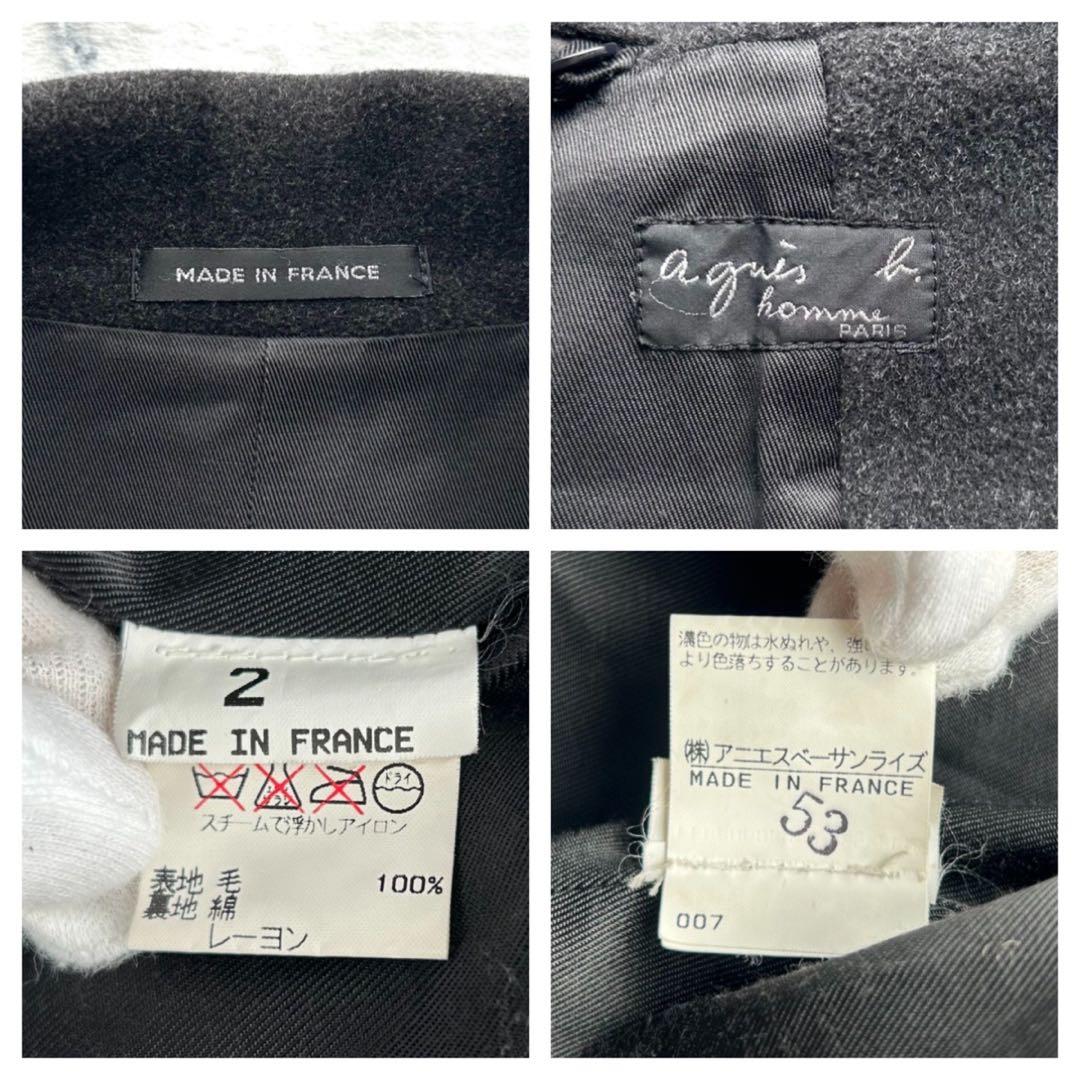 MADE IN FRANCE
agnès b.
homme
PARIS
2
MADE IN FRANCE
ドライ
スチームで浮かしアイロン
表地 毛 100%
裏地 綿
レーヨン
濃色の物は水ぬれや、強い
より色落ちすることがあります。
(株)アニエスベーサンライズ
MADE IN FRANCE
53
007